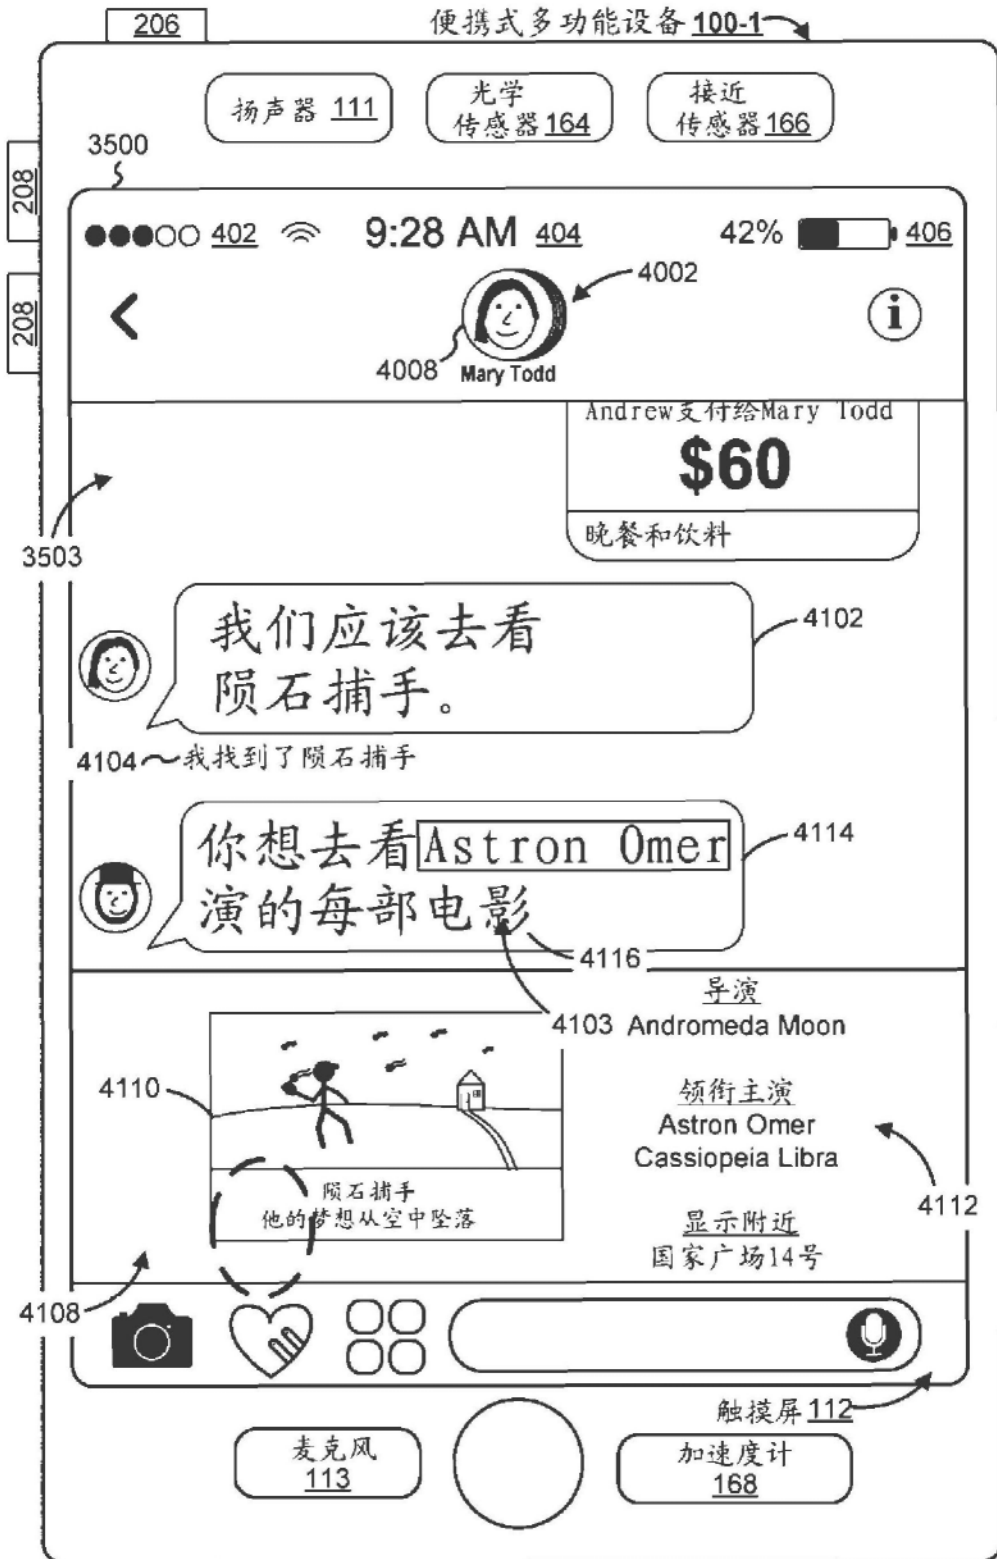 206
便携式多功能设备 100-1
扬声器 111
光学
传感器 164
接近
传感器 166
3500
208
402
9:28 AM 404
42% 406
208
4002
i
4008
Mary Todd
Andrew支付给Mary Todd
$60
晚餐和饮料
3503
我们应该去看
陨石捕手。
4102
4104 我找到了陨石捕手
你想去看Astron Omer
演的每部电影
4114
4116
4103
导演
Andromeda Moon
4110
领衔主演
Astron Omer
Cassiopeia Libra
4112
陨石捕手
他的梦想从空中坠落
显示附近
国家广场14号
4108
触摸屏 112
麦克风
113
加速度计
168